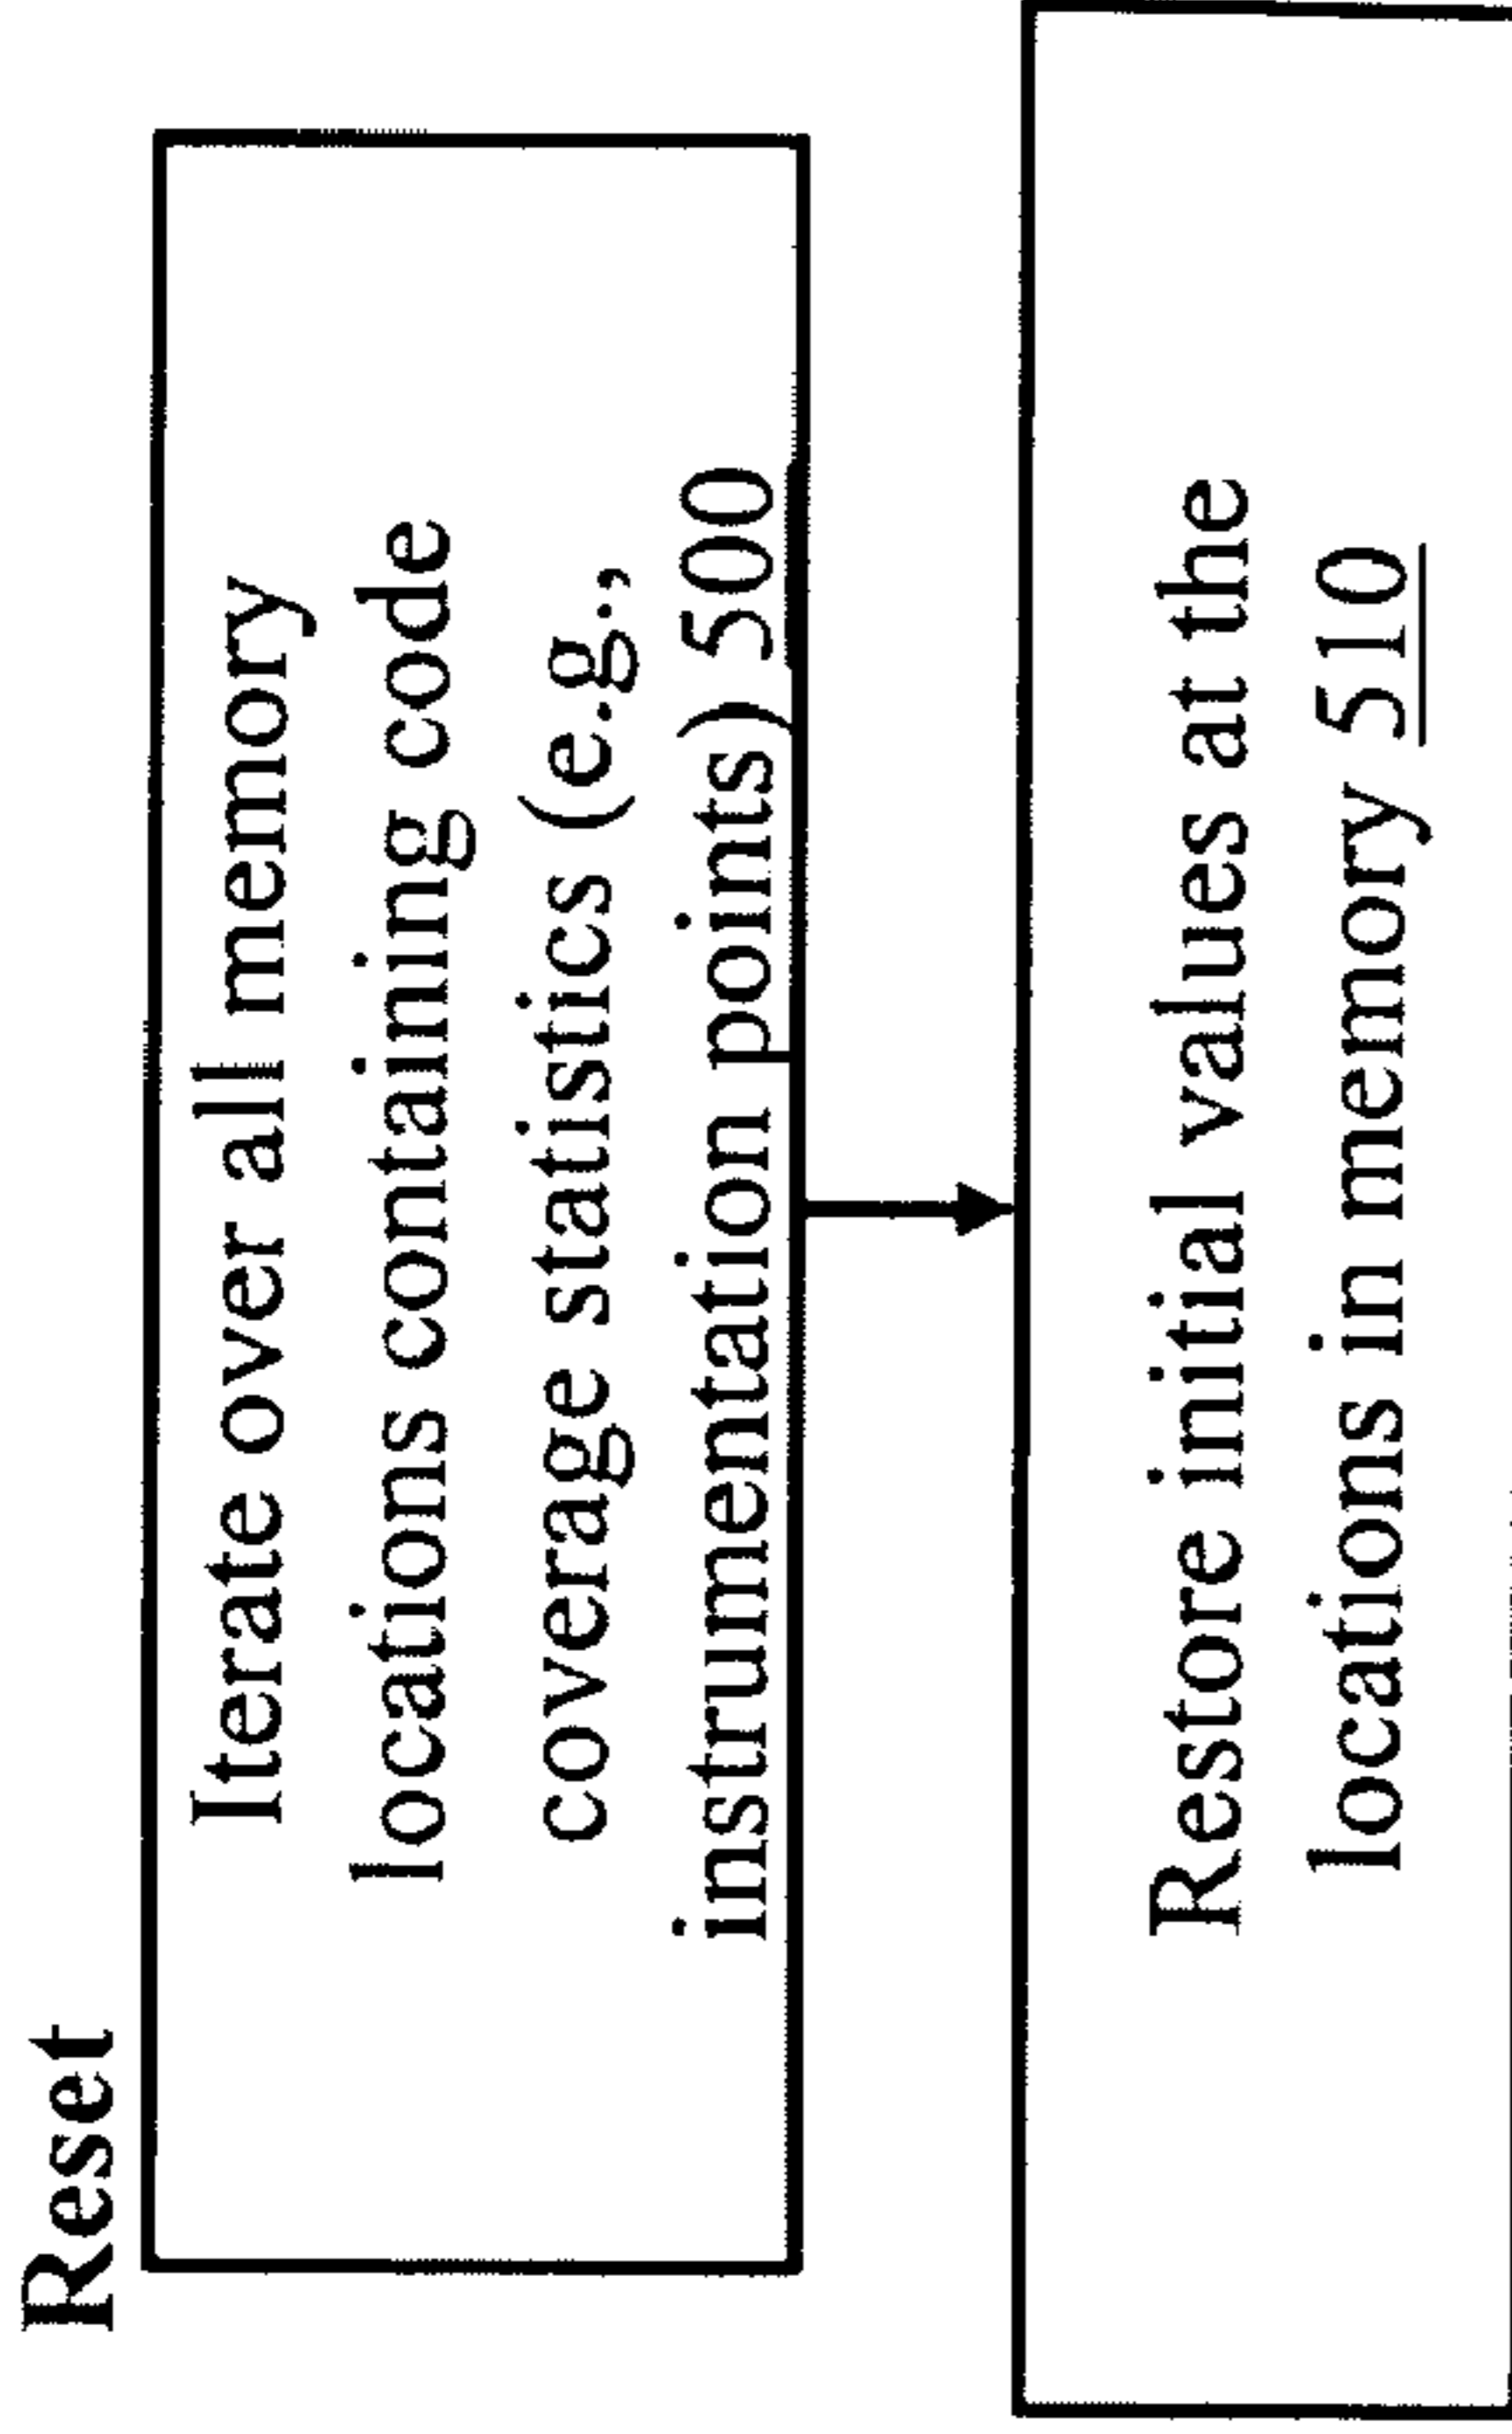 Reset
Iterate over all memory
locations containing code
coverage statistics (e.g.,
instrumentation points) 500
Restore initial values at the
locations in memory 510